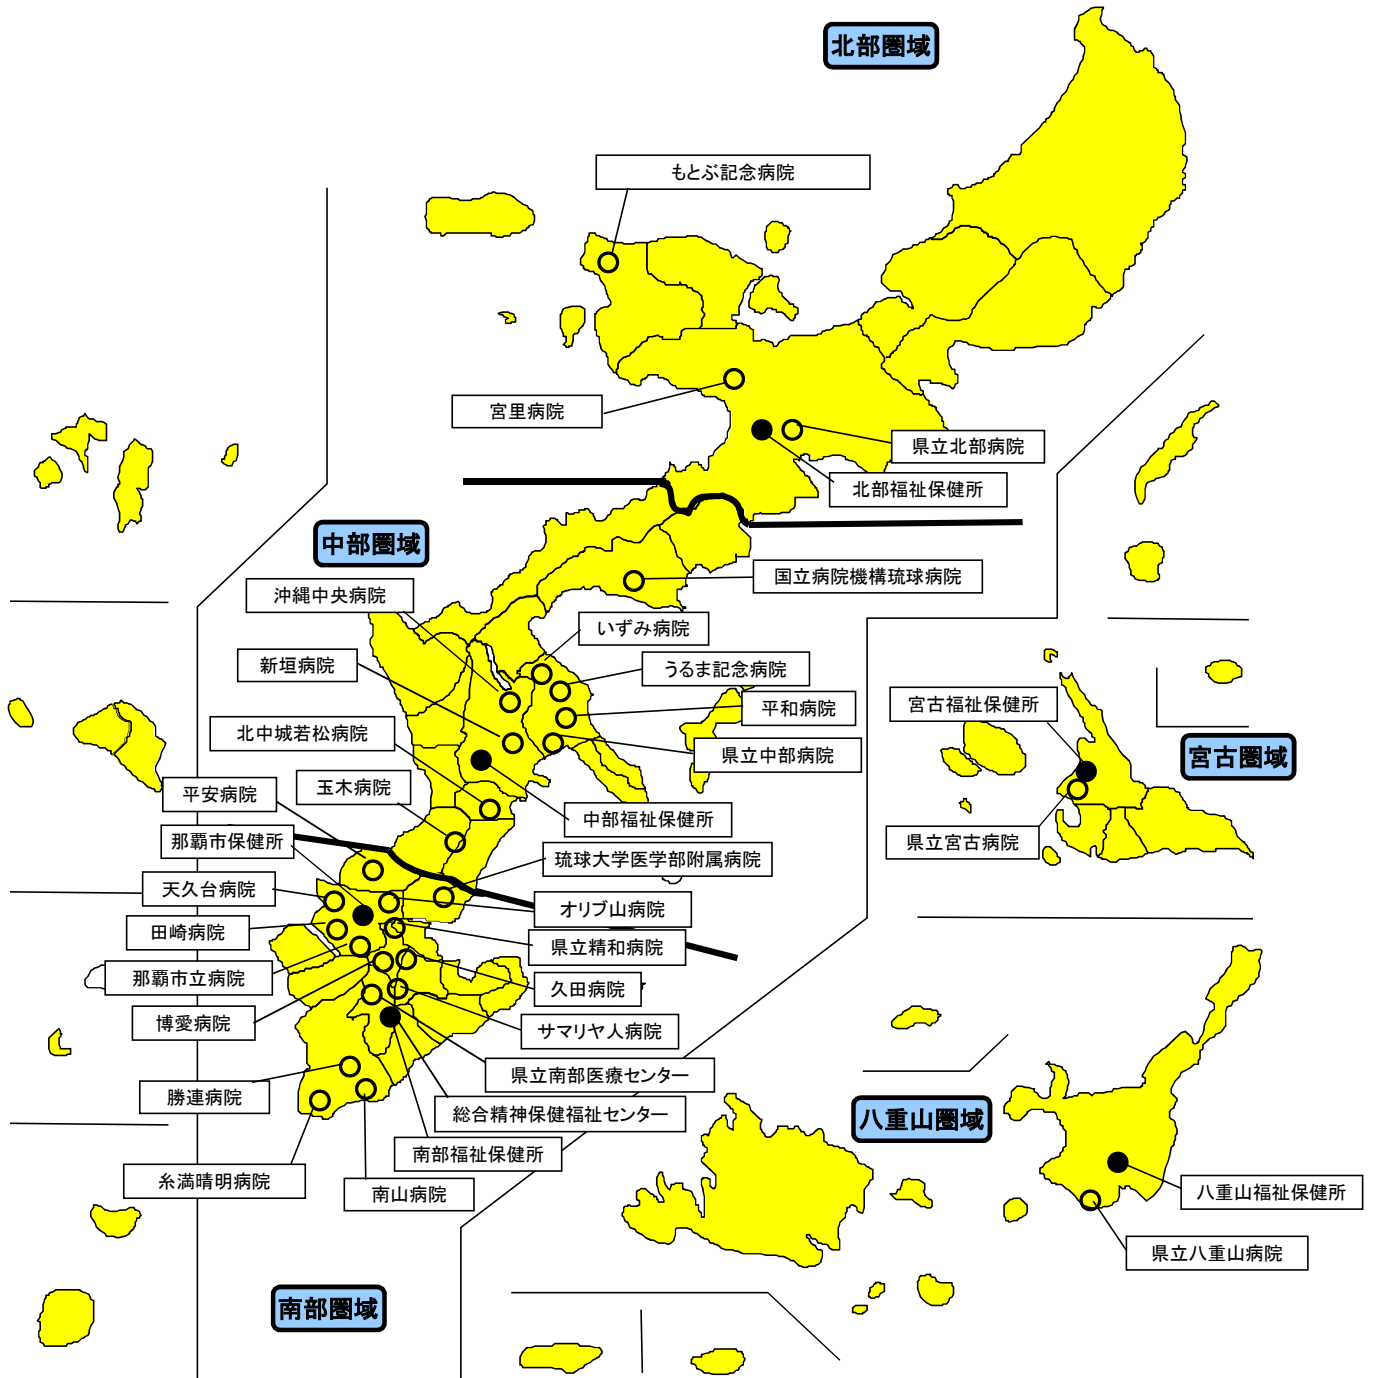 北部圏域
もとぶ記念病院
宮里病院
県立北部病院
北部福祉保健所
中部圏域
国立病院機構琉球病院
沖縄中央病院
いずみ病院
新垣病院
うるま記念病院
平和病院
宮古福祉保健所
北中城若松病院
県立中部病院
宮古圏域
平安病院
玉木病院
中部福祉保健所
那覇市保健所
県立宮古病院
琉球大学医学部附属病院
天久台病院
オリブ山病院
田崎病院
県立精和病院
那覇市立病院
久田病院
博愛病院
サマリヤ人病院
県立南部医療センター
勝連病院
総合精神保健福祉センター
八重山圏域
南部福祉保健所
糸満晴明病院
南山病院
八重山福祉保健所
県立八重山病院
南部圏域